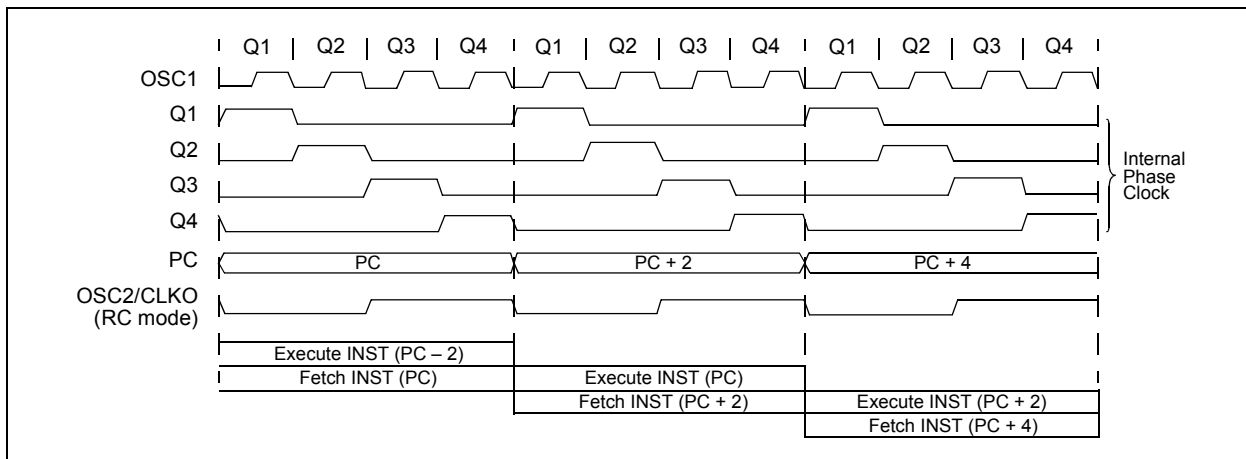 Q1 Q2 Q3 Q4 Q1 Q2 Q3 Q4 Q1 Q2 Q3 Q4
OSC1
Q1
Q2
Q3
Q4
Internal
Phase
Clock
PC PC PC + 2 PC + 4
OSC2/CLKO
(RC mode)
Execute INST (PC – 2)
Fetch INST (PC) Execute INST (PC)
Fetch INST (PC + 2) Execute INST (PC + 2)
Fetch INST (PC + 4)